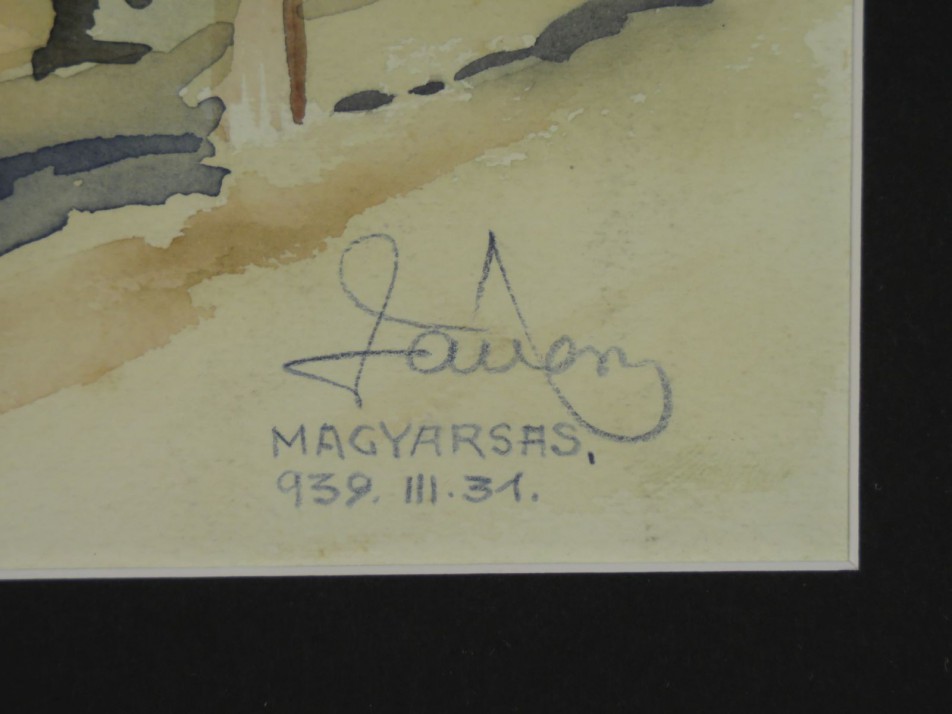 MAGYARSAS,
939. III. 31.